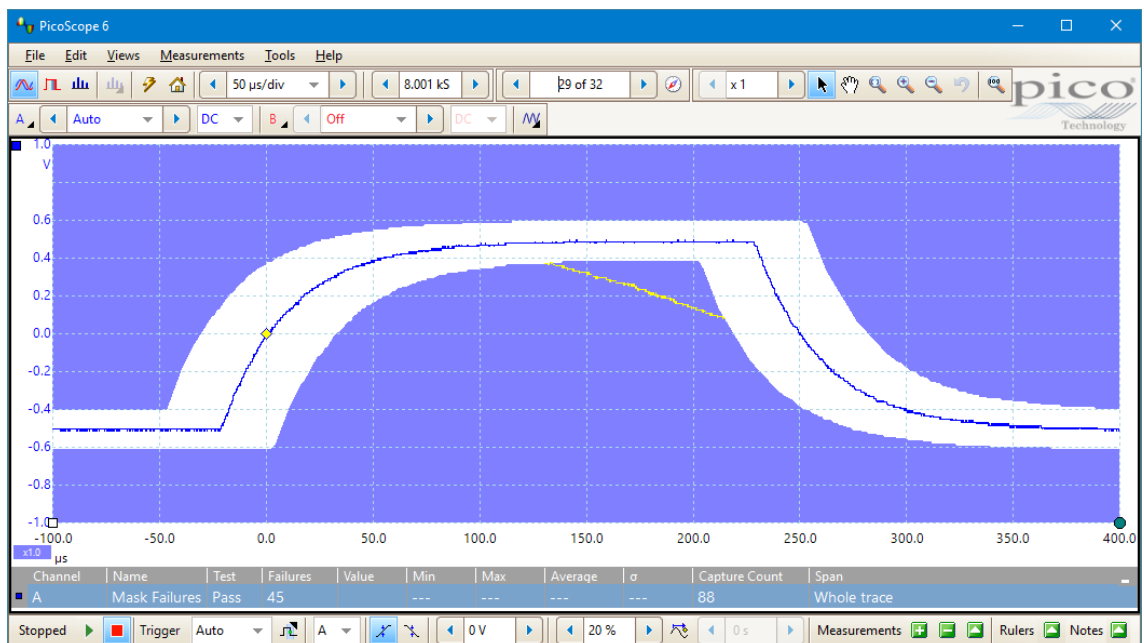 PicoScope 6
File Edit Views Measurements Tools Help
50 µs/div 8.001 kS 29 of 32 x 1
pico
Technology
A Auto DC B Off DC
1.0
V
0.6
0.4
0.2
0.0
-0.2
-0.4
-0.6
-0.8
-1.0
-100.0 -50.0 0.0 50.0 100.0 150.0 200.0 250.0 300.0 350.0 400.0
x1.0 µs
Channel Name Test Failures Value Min Max Average σ Capture Count Span
A Mask Failures Pass 45 --- --- --- --- 88 Whole trace
Stopped Trigger Auto A 0 V 20 % 0 s Measurements Rulers Notes